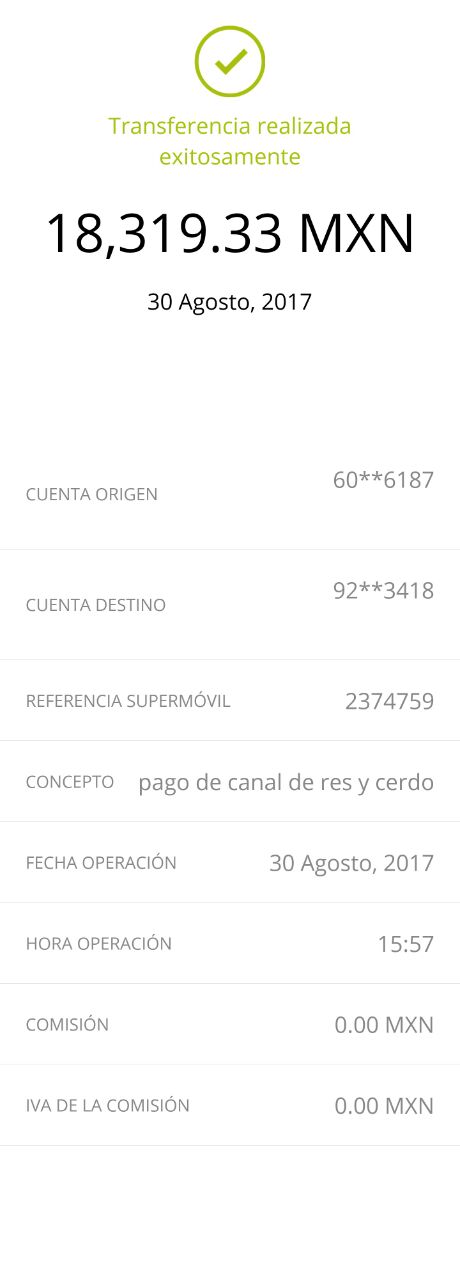 Transferencia realizada
exitosamente
18,319.33 MXN
30 Agosto, 2017
CUENTA ORIGEN 60**6187
CUENTA DESTINO 92**3418
REFERENCIA SUPERMÓVIL 2374759
CONCEPTO pago de canal de res y cerdo
FECHA OPERACIÓN 30 Agosto, 2017
HORA OPERACIÓN 15:57
COMISIÓN 0.00 MXN
IVA DE LA COMISIÓN 0.00 MXN